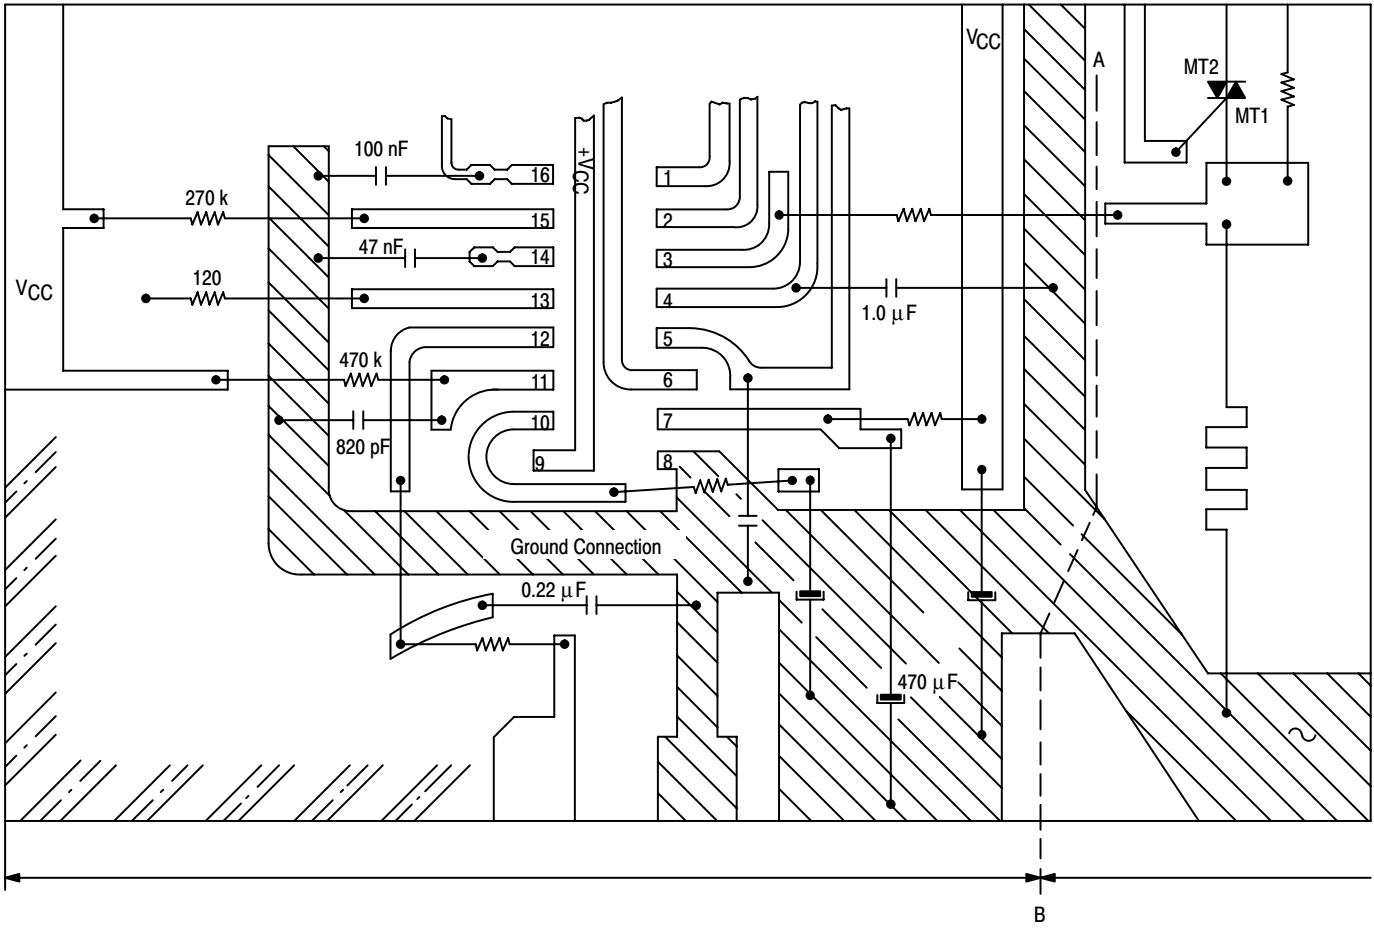 VCC
A
MT2
MT1
100 nF
+VCC
16
1
270 k
15
2
47 nF
14
3
VCC
120
13
4
1.0 μF
12
5
470 k
11
6
10
7
820 pF
9
8
Ground Connection
0.22 μF
470 μF
B